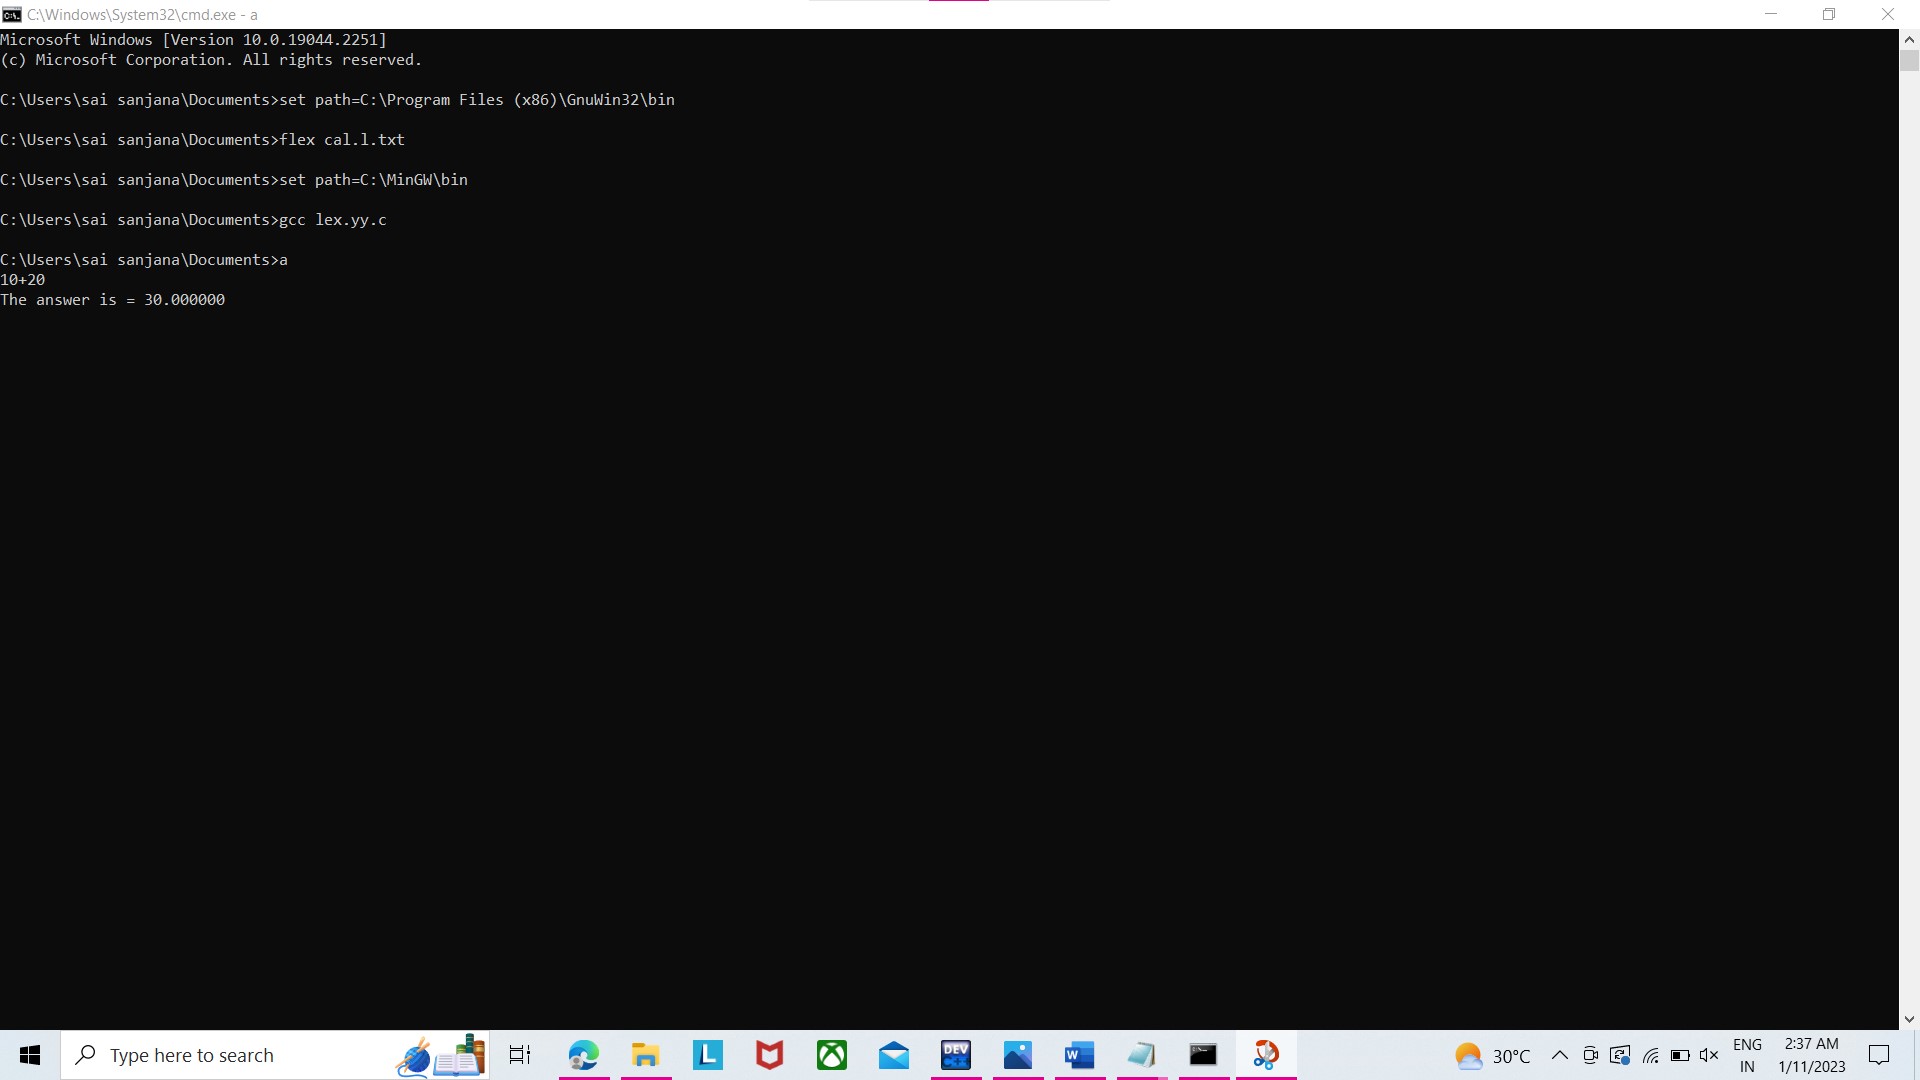 C:\Windows\System32\cmd.exe - a
Microsoft Windows [Version 10.0.19044.2251]
(c) Microsoft Corporation. All rights reserved.
C:\Users\sai sanjana\Documents>set path=C:\Program Files (x86)\GnuWin32\bin
C:\Users\sai sanjana\Documents>flex cal.l.txt
C:\Users\sai sanjana\Documents>set path=C:\MinGW\bin
C:\Users\sai sanjana\Documents>gcc lex.yy.c
C:\Users\sai sanjana\Documents>a
10+20
The answer is = 30.000000
Type here to search
L
DEV
C++
W
30°C
ENG
IN
2:37 AM
1/11/2023